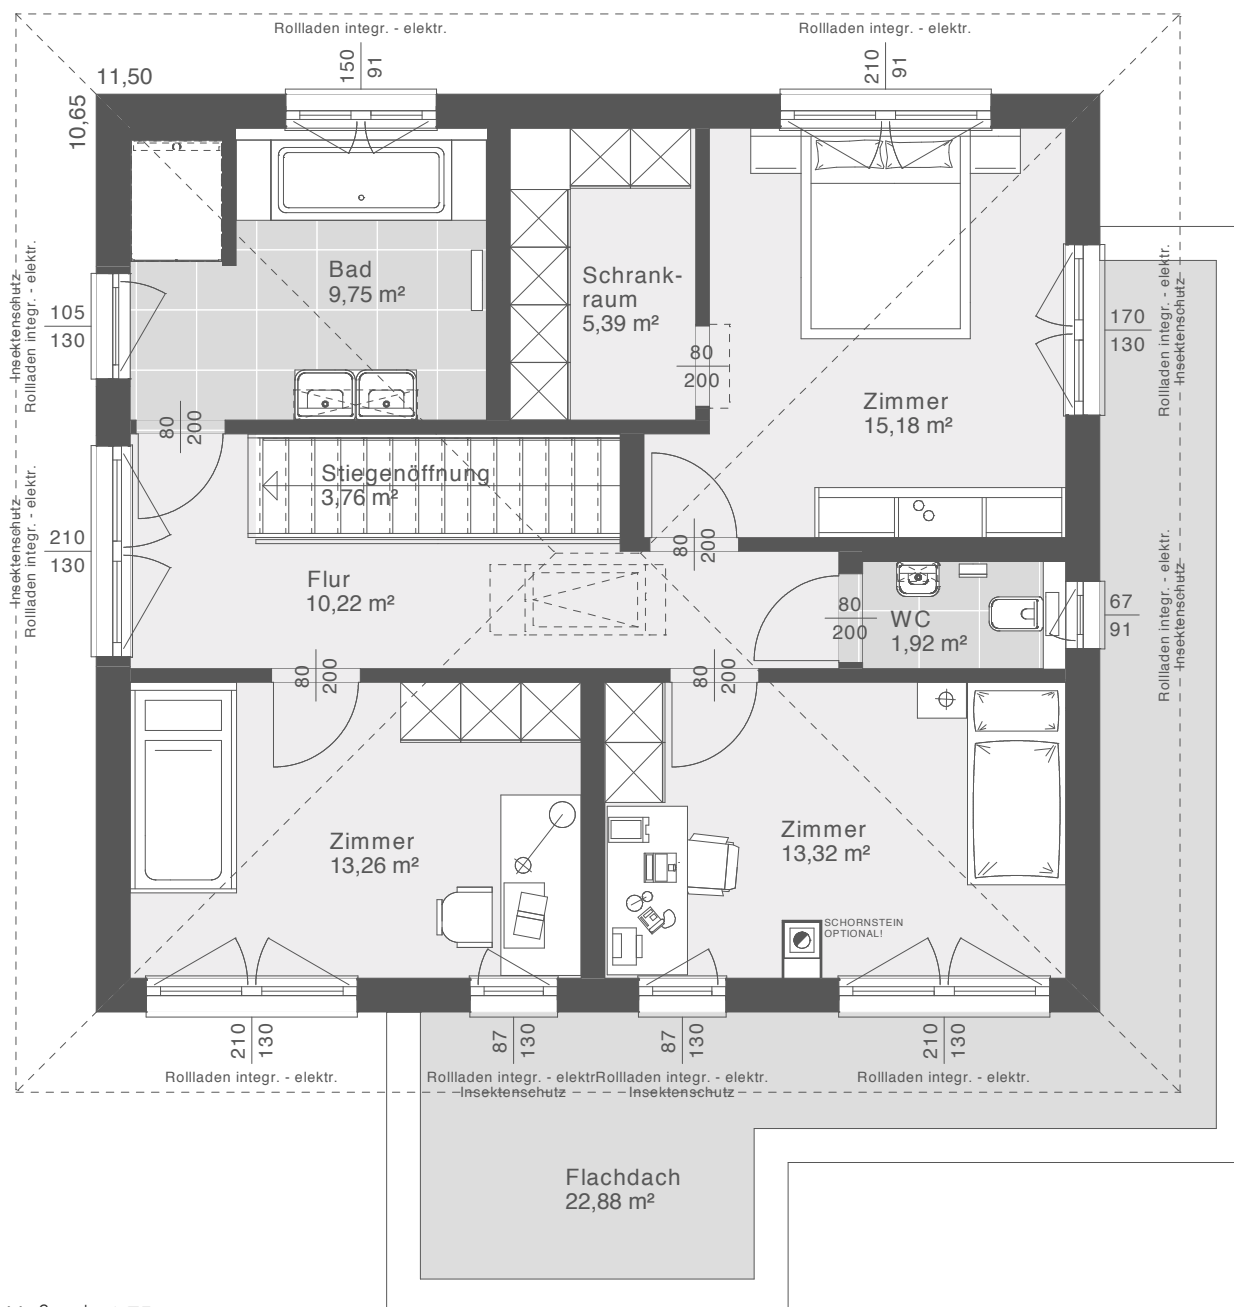 Rollladen integr. - elektr.
Rollladen integr. - elektr.
150
91
210
91
11,50
10,65
Bad
9,75 m²
Schrank-
raum
5,39 m²
Insektenschutz
Rollladen integr. - elektr.
105
130
80
200
170
130
Rollladen integr. - elektr.
Insektenschutz
Zimmer
15,18 m²
80
200
Stiegenöffnung
3,76 m²
Insektenschutz
Rollladen integr. - elektr.
210
130
80
200
Flur
10,22 m²
80
200
WC
1,92 m²
67
91
Rollladen integr. - elektr.
Insektenschutz
80
200
80
200
Zimmer
13,26 m²
Zimmer
13,32 m²
SCHORNSTEIN
OPTIONAL!
210
130
87
130
87
130
210
130
Rollladen integr. - elektr.
Rollladen integr. - elektr.
Insektenschutz
Rollladen integr. - elektr.
Insektenschutz
Rollladen integr. - elektr.
Flachdach
22,88 m²